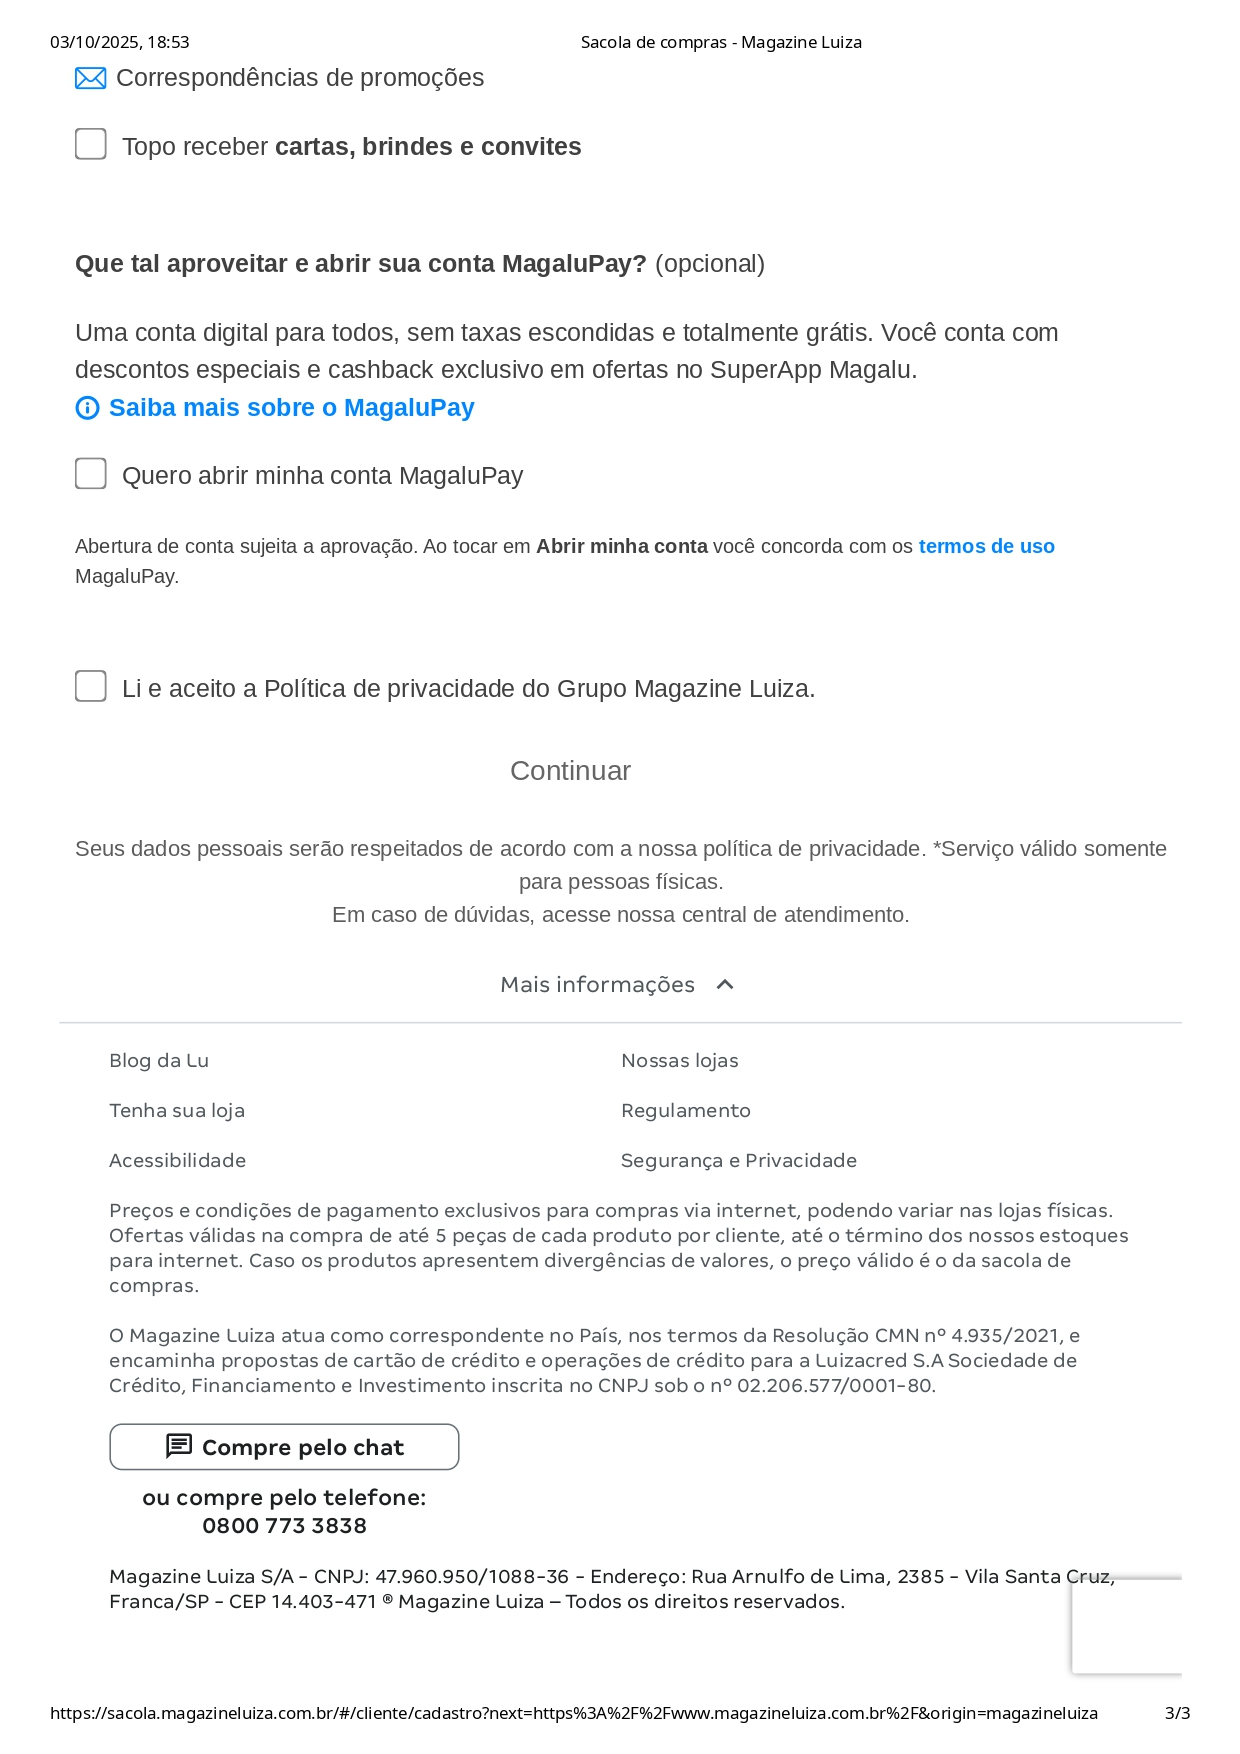 03/10/2025, 18:53 Sacola de compras - Magazine Luiza
Correspondências de promoções
Topo receber cartas, brindes e convites
Que tal aproveitar e abrir sua conta MagaluPay? (opcional)
Uma conta digital para todos, sem taxas escondidas e totalmente grátis. Você conta com
descontos especiais e cashback exclusivo em ofertas no SuperApp Magalu.
Saiba mais sobre o MagaluPay
Quero abrir minha conta MagaluPay
Abertura de conta sujeita a aprovação. Ao tocar em Abrir minha conta você concorda com os termos de uso
MagaluPay.
Li e aceito a Política de privacidade do Grupo Magazine Luiza.
Continuar
Seus dados pessoais serão respeitados de acordo com a nossa política de privacidade. *Serviço válido somente
para pessoas físicas.
Em caso de dúvidas, acesse nossa central de atendimento.
Mais informações
Blog da Lu Nossas lojas
Tenha sua loja Regulamento
Acessibilidade Segurança e Privacidade
Preços e condições de pagamento exclusivos para compras via internet, podendo variar nas lojas físicas.
Ofertas válidas na compra de até 5 peças de cada produto por cliente, até o término dos nossos estoques
para internet. Caso os produtos apresentem divergências de valores, o preço válido é o da sacola de
compras.
O Magazine Luiza atua como correspondente no País, nos termos da Resolução CMN nº 4.935/2021, e
encaminha propostas de cartão de crédito e operações de crédito para a Luizacred S.A Sociedade de
Crédito, Financiamento e Investimento inscrita no CNPJ sob o nº 02.206.577/0001-80.
Compre pelo chat
ou compre pelo telefone:
0800 773 3838
Magazine Luiza S/A - CNPJ: 47.960.950/1088-36 - Endereço: Rua Arnulfo de Lima, 2385 - Vila Santa Cruz,
Franca/SP - CEP 14.403-471 ® Magazine Luiza – Todos os direitos reservados.
https://sacola.magazineluiza.com.br/#/cliente/cadastro?next=https%3A%2F%2Fwww.magazineluiza.com.br%2F&origin=magazineluiza 3/3